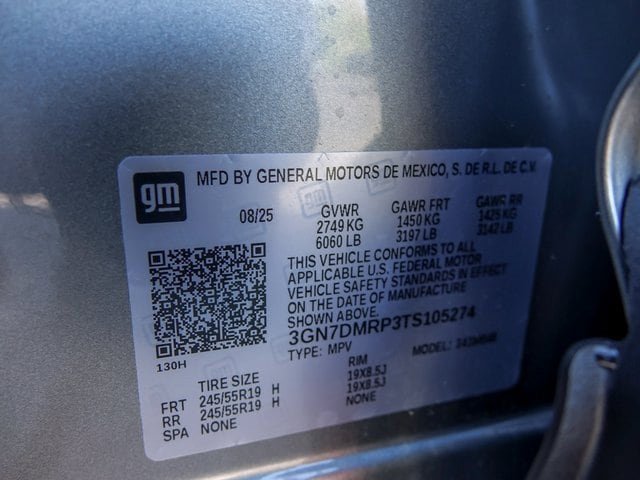 gm
MFD BY GENERAL MOTORS DE MEXICO, S. DE R.L. DE C.V.
08/25 GVWR GAWR FRT GAWR RR
2749 KG 1450 KG 1425 KG
6060 LB 3197 LB 3142 LB
THIS VEHICLE CONFORMS TO ALL
APPLICABLE U.S. FEDERAL MOTOR
VEHICLE SAFETY STANDARDS IN EFFECT
ON THE DATE OF MANUFACTURE
SHOWN ABOVE.
3GN7DMRP3TS105274
TYPE: MPV MODEL:
130H
TIRE SIZE RIM
FRT 245/55R19 H 19X8.5J
RR 245/55R19 H 19X8.5J
SPA NONE NONE